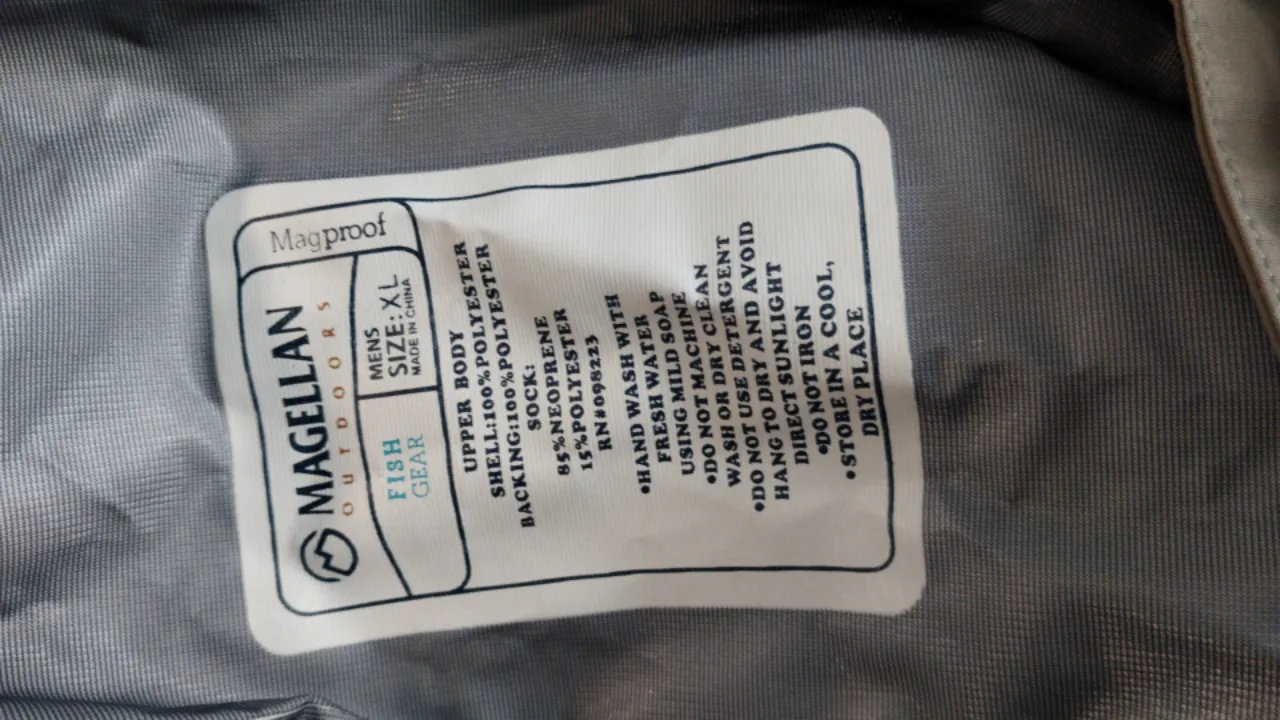 MAGELLAN
OUTDOORS
Magproof
FISH
GEAR
MENS
SIZE: XL
MADE IN CHINA
UPPER BODY
SHELL:100%POLYESTER
BACKING:100%POLYESTER
SOCK:
85%NEOPRENE
15%POLYESTER
RN#098223
•HAND WASH WITH
FRESH WATER
USING MILD SOAP
•DO NOT MACHINE
WASH OR DRY CLEAN
•DO NOT USE DETERGENT
HANG TO DRY AND AVOID
DIRECT SUNLIGHT
•DO NOT IRON
•STORE IN A COOL,
DRY PLACE